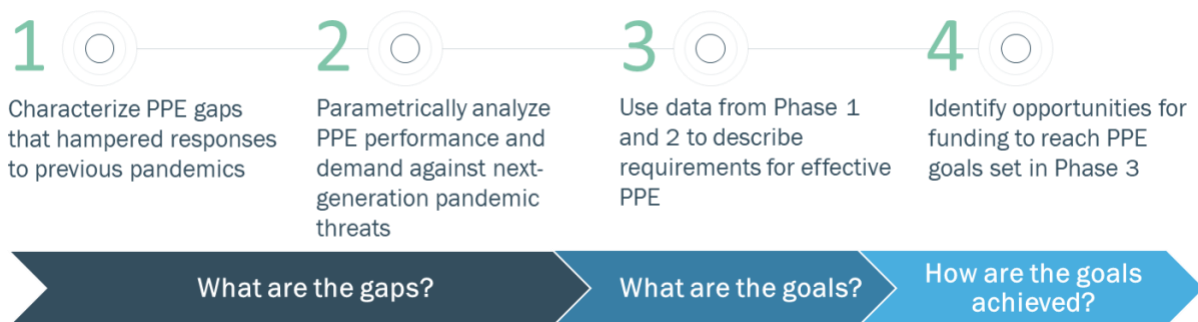 1
Characterize PPE gaps
that hampered responses
to previous pandemics
2
Parametrically analyze
PPE performance and
demand against next-
generation pandemic
threats
3
Use data from Phase 1
and 2 to describe
requirements for effective
PPE
4
Identify opportunities for
funding to reach PPE
goals set in Phase 3
What are the gaps?
What are the goals?
How are the goals
achieved?